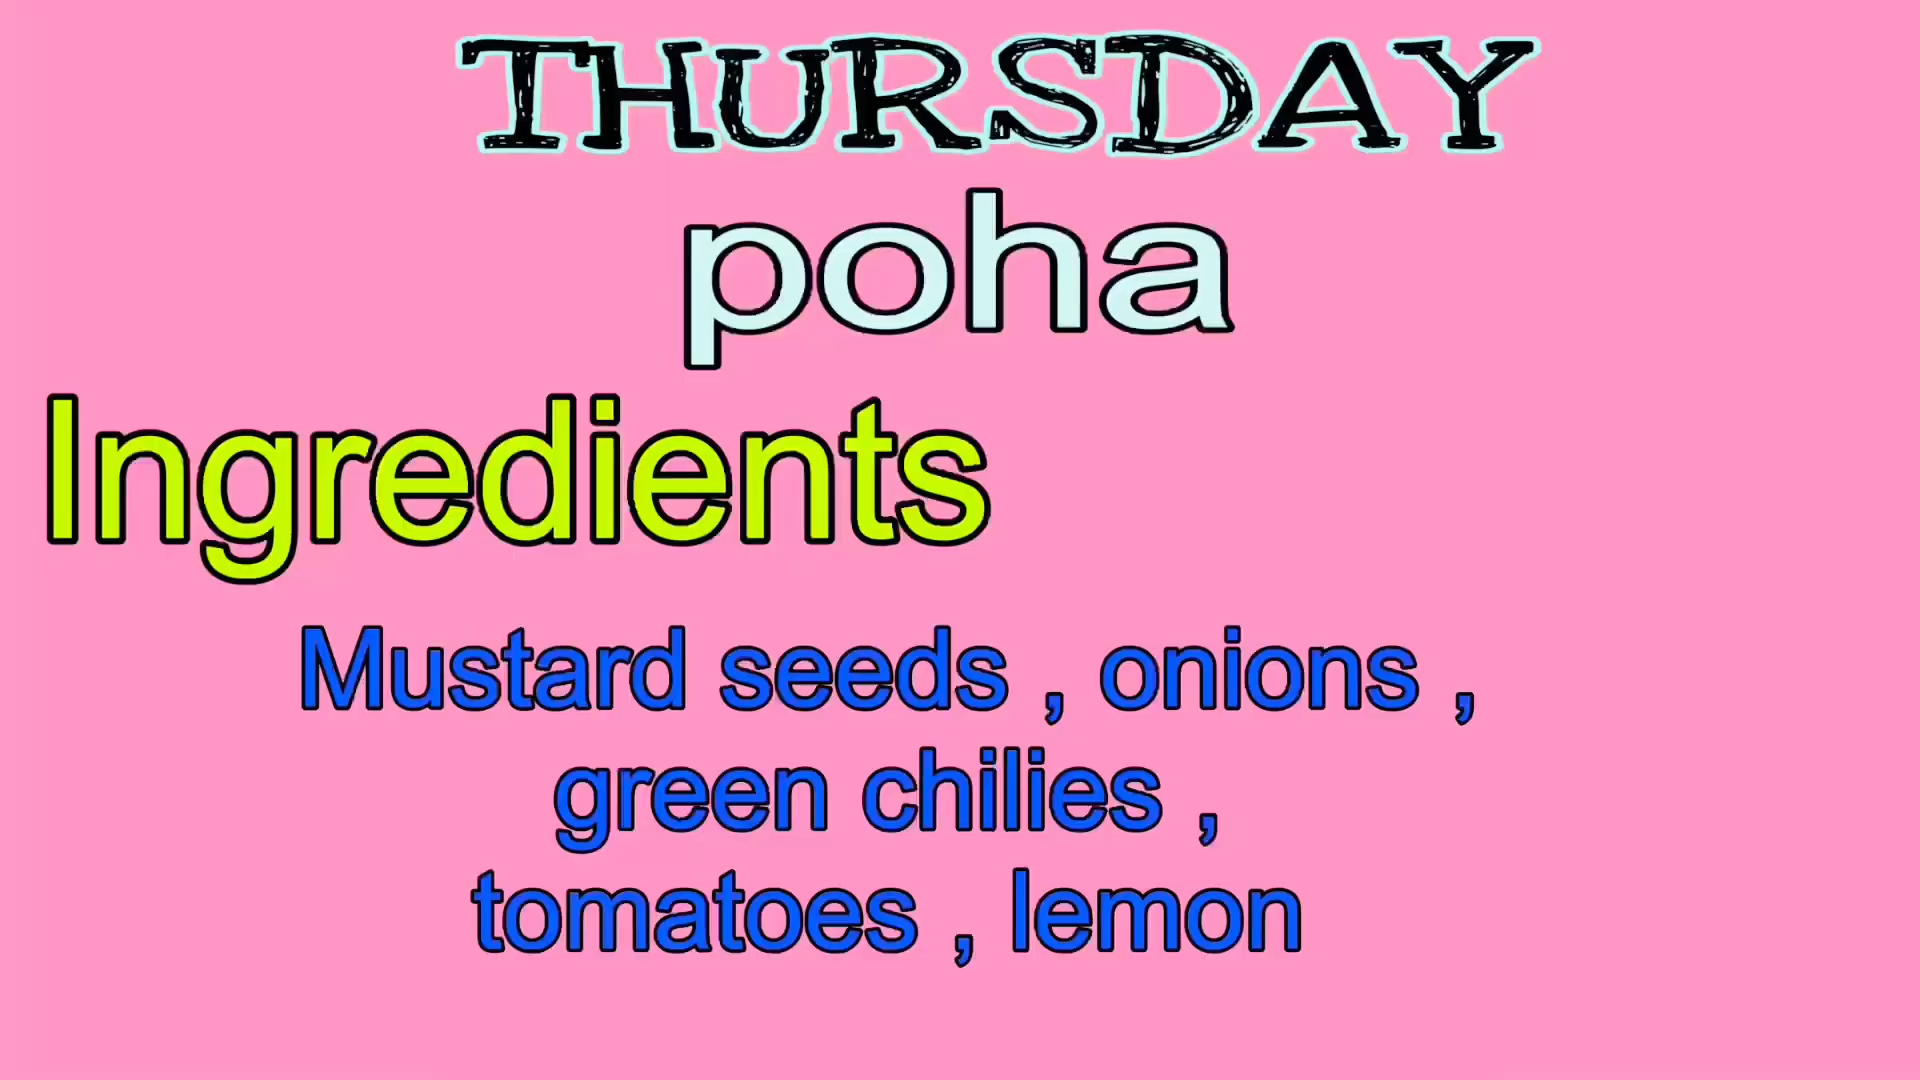 THURSDAY
poha
Ingredients
Mustard seeds , onions ,
green chilies ,
tomatoes , lemon